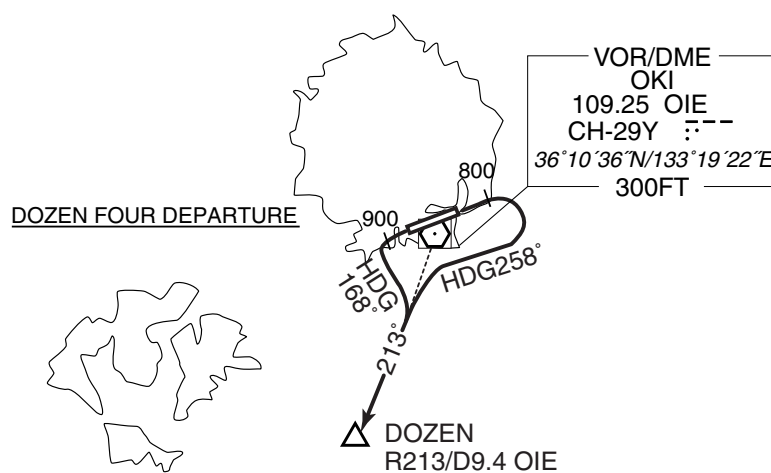 VOR/DME
OKI
109.25 OIE
CH-29Y
36°10′36″N/133°19′22″E
300FT
800
DOZEN FOUR DEPARTURE
900
HDG 168°
HDG258°
213°
DOZEN
R213/D9.4 OIE